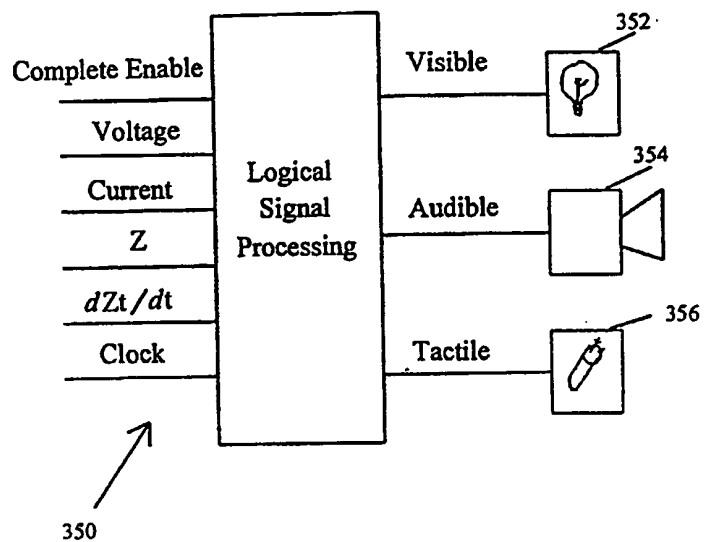 352
Complete Enable
Visible
Voltage
354
Current
Logical
Signal
Processing
Audible
Z
dZt/dt
356
Clock
Tactile
350